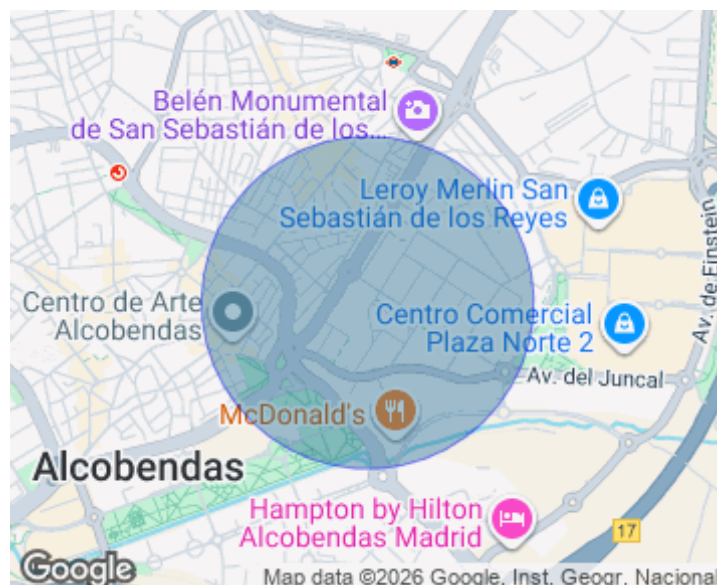 Belén Monumental
de San Sebastián de los...
Leroy Merlin San
Sebastián de los Reyes
Av. de Einstein
Centro de Arte
Alcobendas
Centro Comercial
Plaza Norte 2
Av. del Juncal
McDonald's
Alcobendas
Hampton by Hilton
Alcobendas Madrid
17
Google
Map data ©2026 Google, Inst. Geogr. Nacional